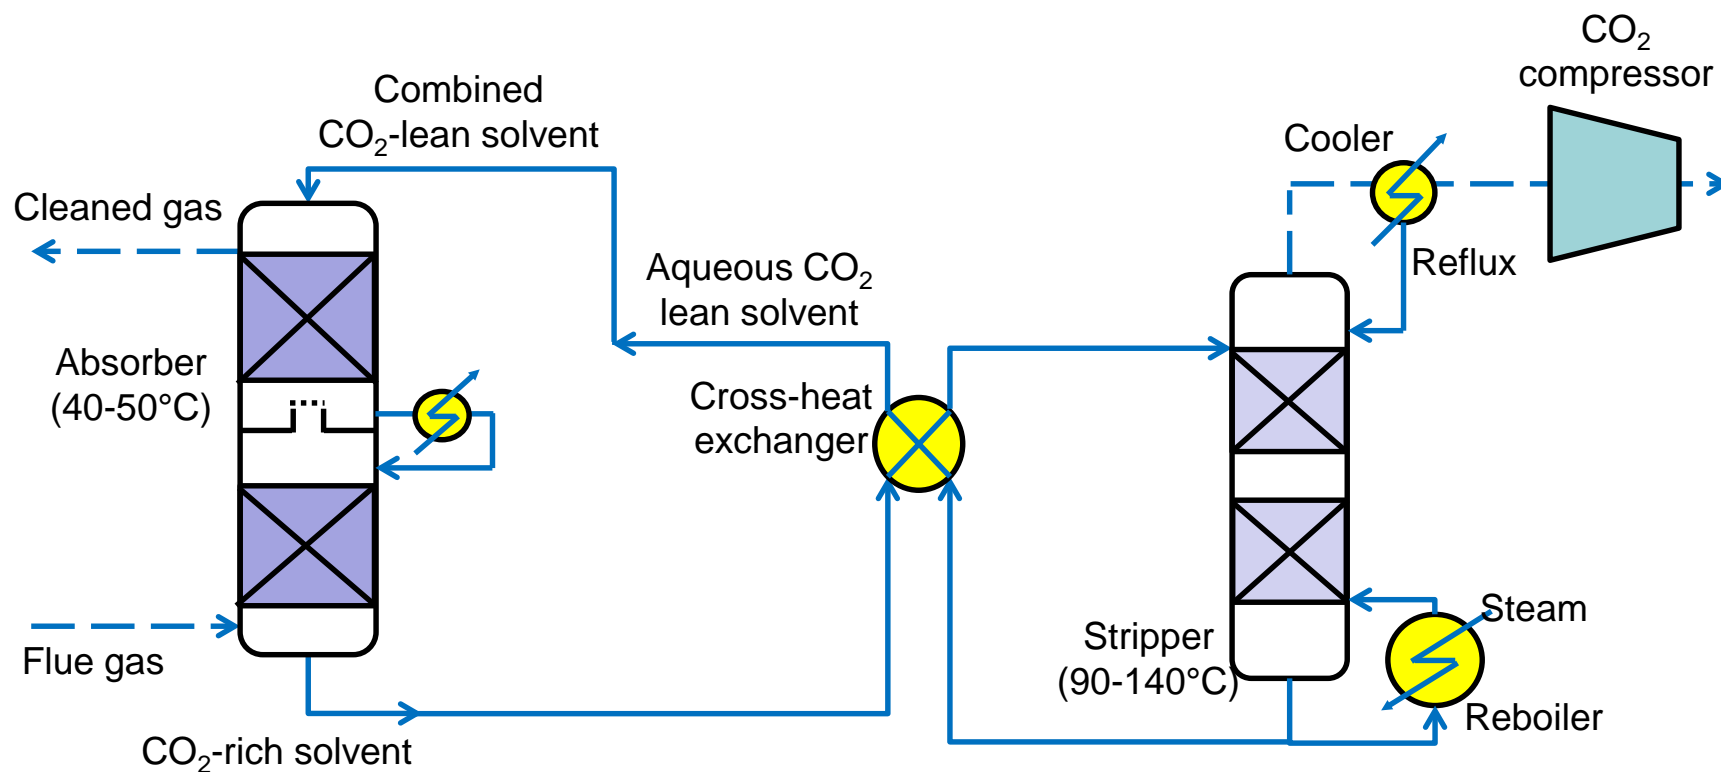 CO₂
compressor
Combined
CO₂-lean solvent
Cooler
Cleaned gas
Reflux
Aqueous CO₂
lean solvent
Absorber
(40-50°C)
Cross-heat
exchanger
Steam
Stripper
(90-140°C)
Flue gas
Reboiler
CO₂-rich solvent